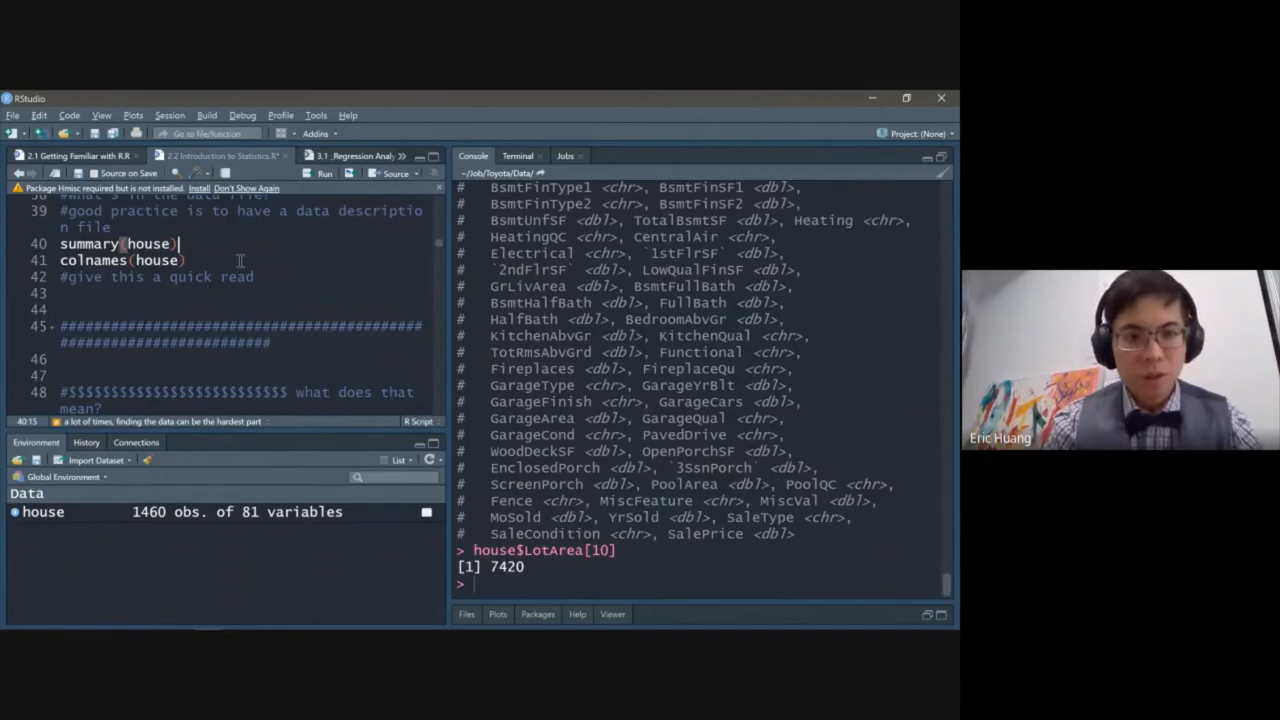 RStudio
File Edit Code View Plots Session Build Debug Profile Tools Help
Go to file/function Addins Project: (None)
2.1 Getting Familiar with R.R 2.2 Introduction to Statistics.R* 3.1 _Regression Analy
Source on Save Run Source
Package Hmisc required but is not installed. Install Don't Show Again
38 #what's in the data file?
39 #good practice is to have a data descriptio
n file
40 summary(house)
41 colnames(house)
42 #give this a quick read
43
44
45 ###########################################
#########################
46
47
48 #$$$$$$$$$$$$$$$$$$$$$$$$$$ what does that
mean?
40:15 a lot of times, finding the data can be the hardest part R Script
Environment History Connections
Import Dataset List
Global Environment
Data
house 1460 obs. of 81 variables
Console Terminal Jobs
~/Job/Toyota/Data/
# BsmtFinType1 <chr>, BsmtFinSF1 <dbl>,
# BsmtFinType2 <chr>, BsmtFinSF2 <dbl>,
# BsmtUnfSF <dbl>, TotalBsmtSF <dbl>, Heating <chr>,
# HeatingQC <chr>, CentralAir <chr>,
# Electrical <chr>, `1stFlrSF` <dbl>,
# `2ndFlrSF` <dbl>, LowQualFinSF <dbl>,
# GrLivArea <dbl>, BsmtFullBath <dbl>,
# BsmtHalfBath <dbl>, FullBath <dbl>,
# HalfBath <dbl>, BedroomAbvGr <dbl>,
# KitchenAbvGr <dbl>, KitchenQual <chr>,
# TotRmsAbvGrd <dbl>, Functional <chr>,
# Fireplaces <dbl>, FireplaceQu <chr>,
# GarageType <chr>, GarageYrBlt <dbl>,
# GarageFinish <chr>, GarageCars <dbl>,
# GarageArea <dbl>, GarageQual <chr>,
# GarageCond <chr>, PavedDrive <chr>,
# WoodDeckSF <dbl>, OpenPorchSF <dbl>,
# EnclosedPorch <dbl>, `3SsnPorch` <dbl>,
# ScreenPorch <dbl>, PoolArea <dbl>, PoolQC <chr>,
# Fence <chr>, MiscFeature <chr>, MiscVal <dbl>,
# MoSold <dbl>, YrSold <dbl>, SaleType <chr>,
# SaleCondition <chr>, SalePrice <dbl>
> house$LotArea[10]
[1] 7420
>
Files Plots Packages Help Viewer
Eric Huang